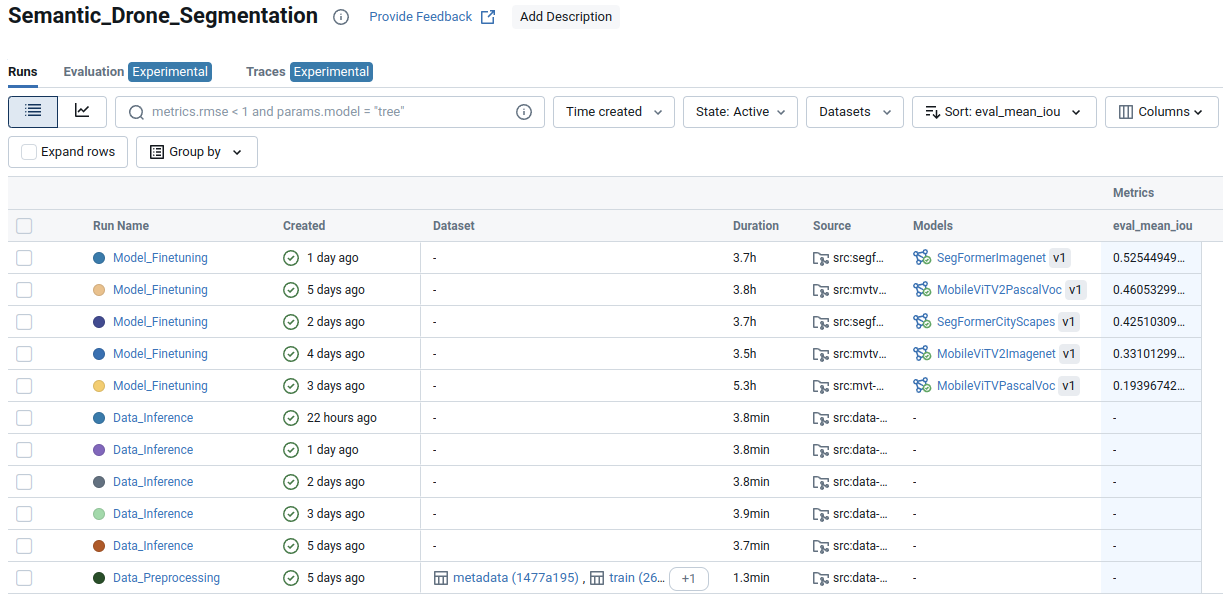 Semantic_Drone_Segmentation Provide Feedback Add Description
Runs Evaluation Experimental Traces Experimental
metrics.rmse < 1 and params.model = "tree" Time created State: Active Datasets Sort: eval_mean_iou Columns
Expand rows Group by
Metrics
Run Name Created Dataset Duration Source Models eval_mean_iou
Model_Finetuning 1 day ago - 3.7h src:segf... SegFormerImagenet v1 0.52544949...
Model_Finetuning 5 days ago - 3.8h src:mvtv... MobileViTV2PascalVoc v1 0.46053299...
Model_Finetuning 2 days ago - 3.7h src:segf... SegFormerCityScapes v1 0.42510309...
Model_Finetuning 4 days ago - 3.5h src:mvtv... MobileViTV2Imagenet v1 0.33101299...
Model_Finetuning 3 days ago - 5.3h src:mvt-... MobileViTVPascalVoc v1 0.19396742...
Data_Inference 22 hours ago - 3.8min src:data-... - -
Data_Inference 1 day ago - 3.8min src:data-... - -
Data_Inference 2 days ago - 3.8min src:data-... - -
Data_Inference 3 days ago - 3.9min src:data-... - -
Data_Inference 5 days ago - 3.7min src:data-... - -
Data_Preprocessing 5 days ago metadata (1477a195) , train (26... +1 1.3min src:data-... - -